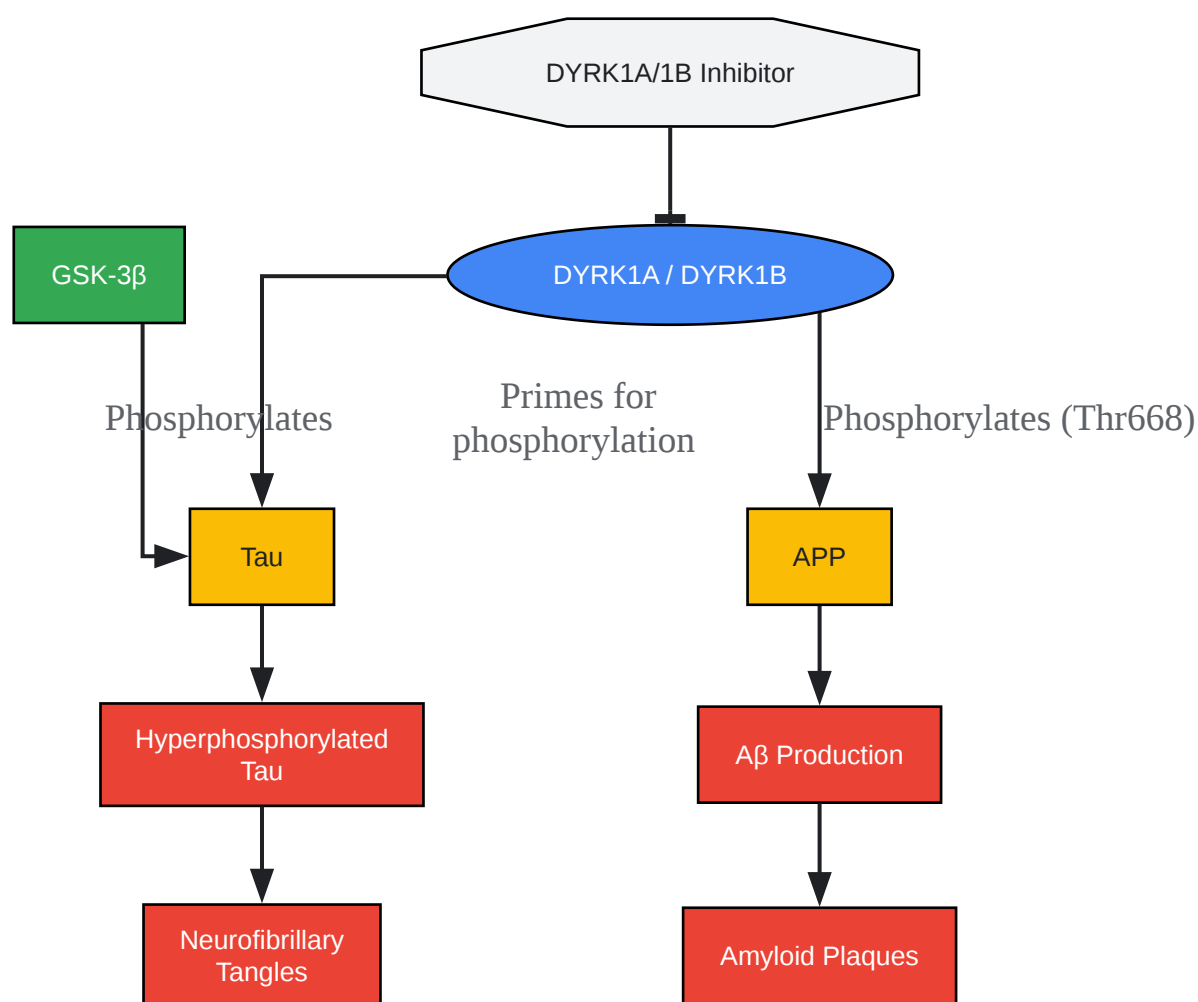 DYRK1A/1B Inhibitor
GSK-3β
DYRK1A / DYRK1B
Phosphorylates
Primes for
phosphorylation
Phosphorylates (Thr668)
Tau
APP
Hyperphosphorylated
Tau
Aβ Production
Neurofibrillary
Tangles
Amyloid Plaques